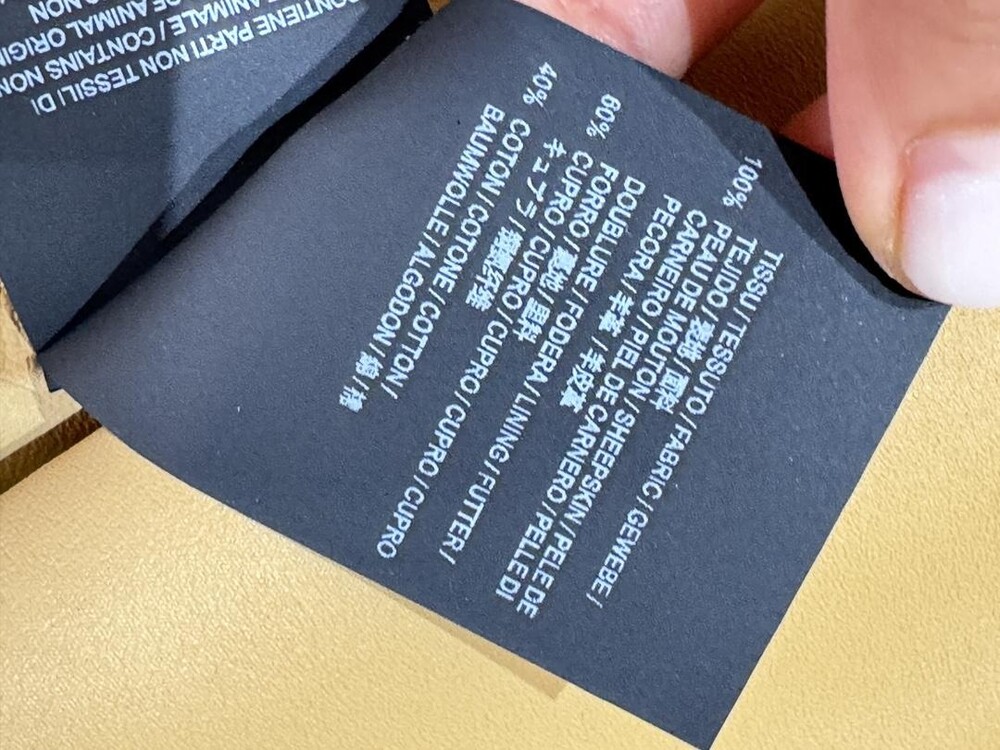 TISSU / TESSUTO / FABRIC / GEWEBE /
TEJIDO / 表地 / 面料
100% PEAU DE MOUTON / SHEEPSKIN / PELE DE
CARNEIRO / PIEL DE CARNERO / PELLE DI
PECORA / 羊革 / 羊皮革
DOUBLURE / FODERA / LINING / FUTTER /
FORRO / 裏地 / 里料
60% CUPRO / CUPRO / CUPRO / CUPRO / CUPRO
キュプラ / 铜氨纤维
40% COTON / COTONE / COTTON /
BAUMWOLLE / ALGODON / 綿 / 棉
CONTIENE PARTI NON TESSILI DI
ANIMALE / CONTAINS NON
ANIMAL ORIGIN
NON